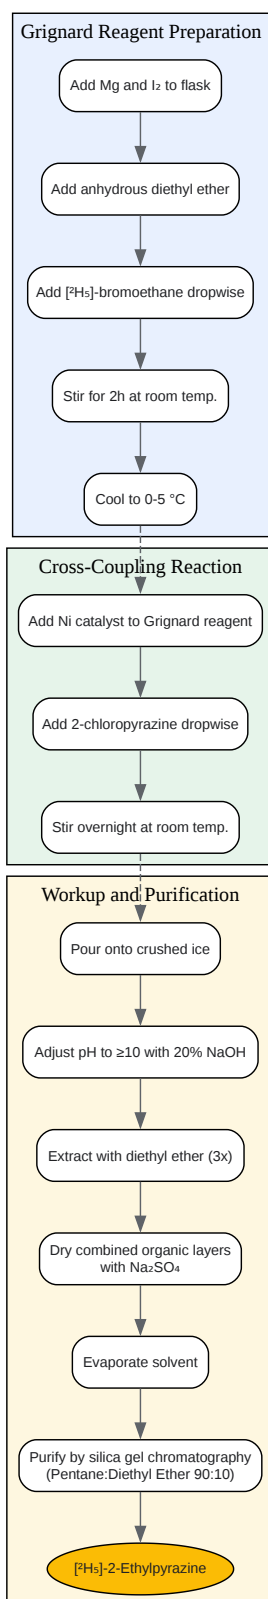 Grignard Reagent Preparation
Add Mg and I₂ to flask
Add anhydrous diethyl ether
Add [²H₅]-bromoethane dropwise
Stir for 2h at room temp.
Cool to 0-5 °C
Cross-Coupling Reaction
Add Ni catalyst to Grignard reagent
Add 2-chloropyrazine dropwise
Stir overnight at room temp.
Workup and Purification
Pour onto crushed ice
Adjust pH to ≥10 with 20% NaOH
Extract with diethyl ether (3x)
Dry combined organic layers
with Na₂SO₄
Evaporate solvent
Purify by silica gel chromatography
(Pentane:Diethyl Ether 90:10)
[²H₅]-2-Ethylpyrazine